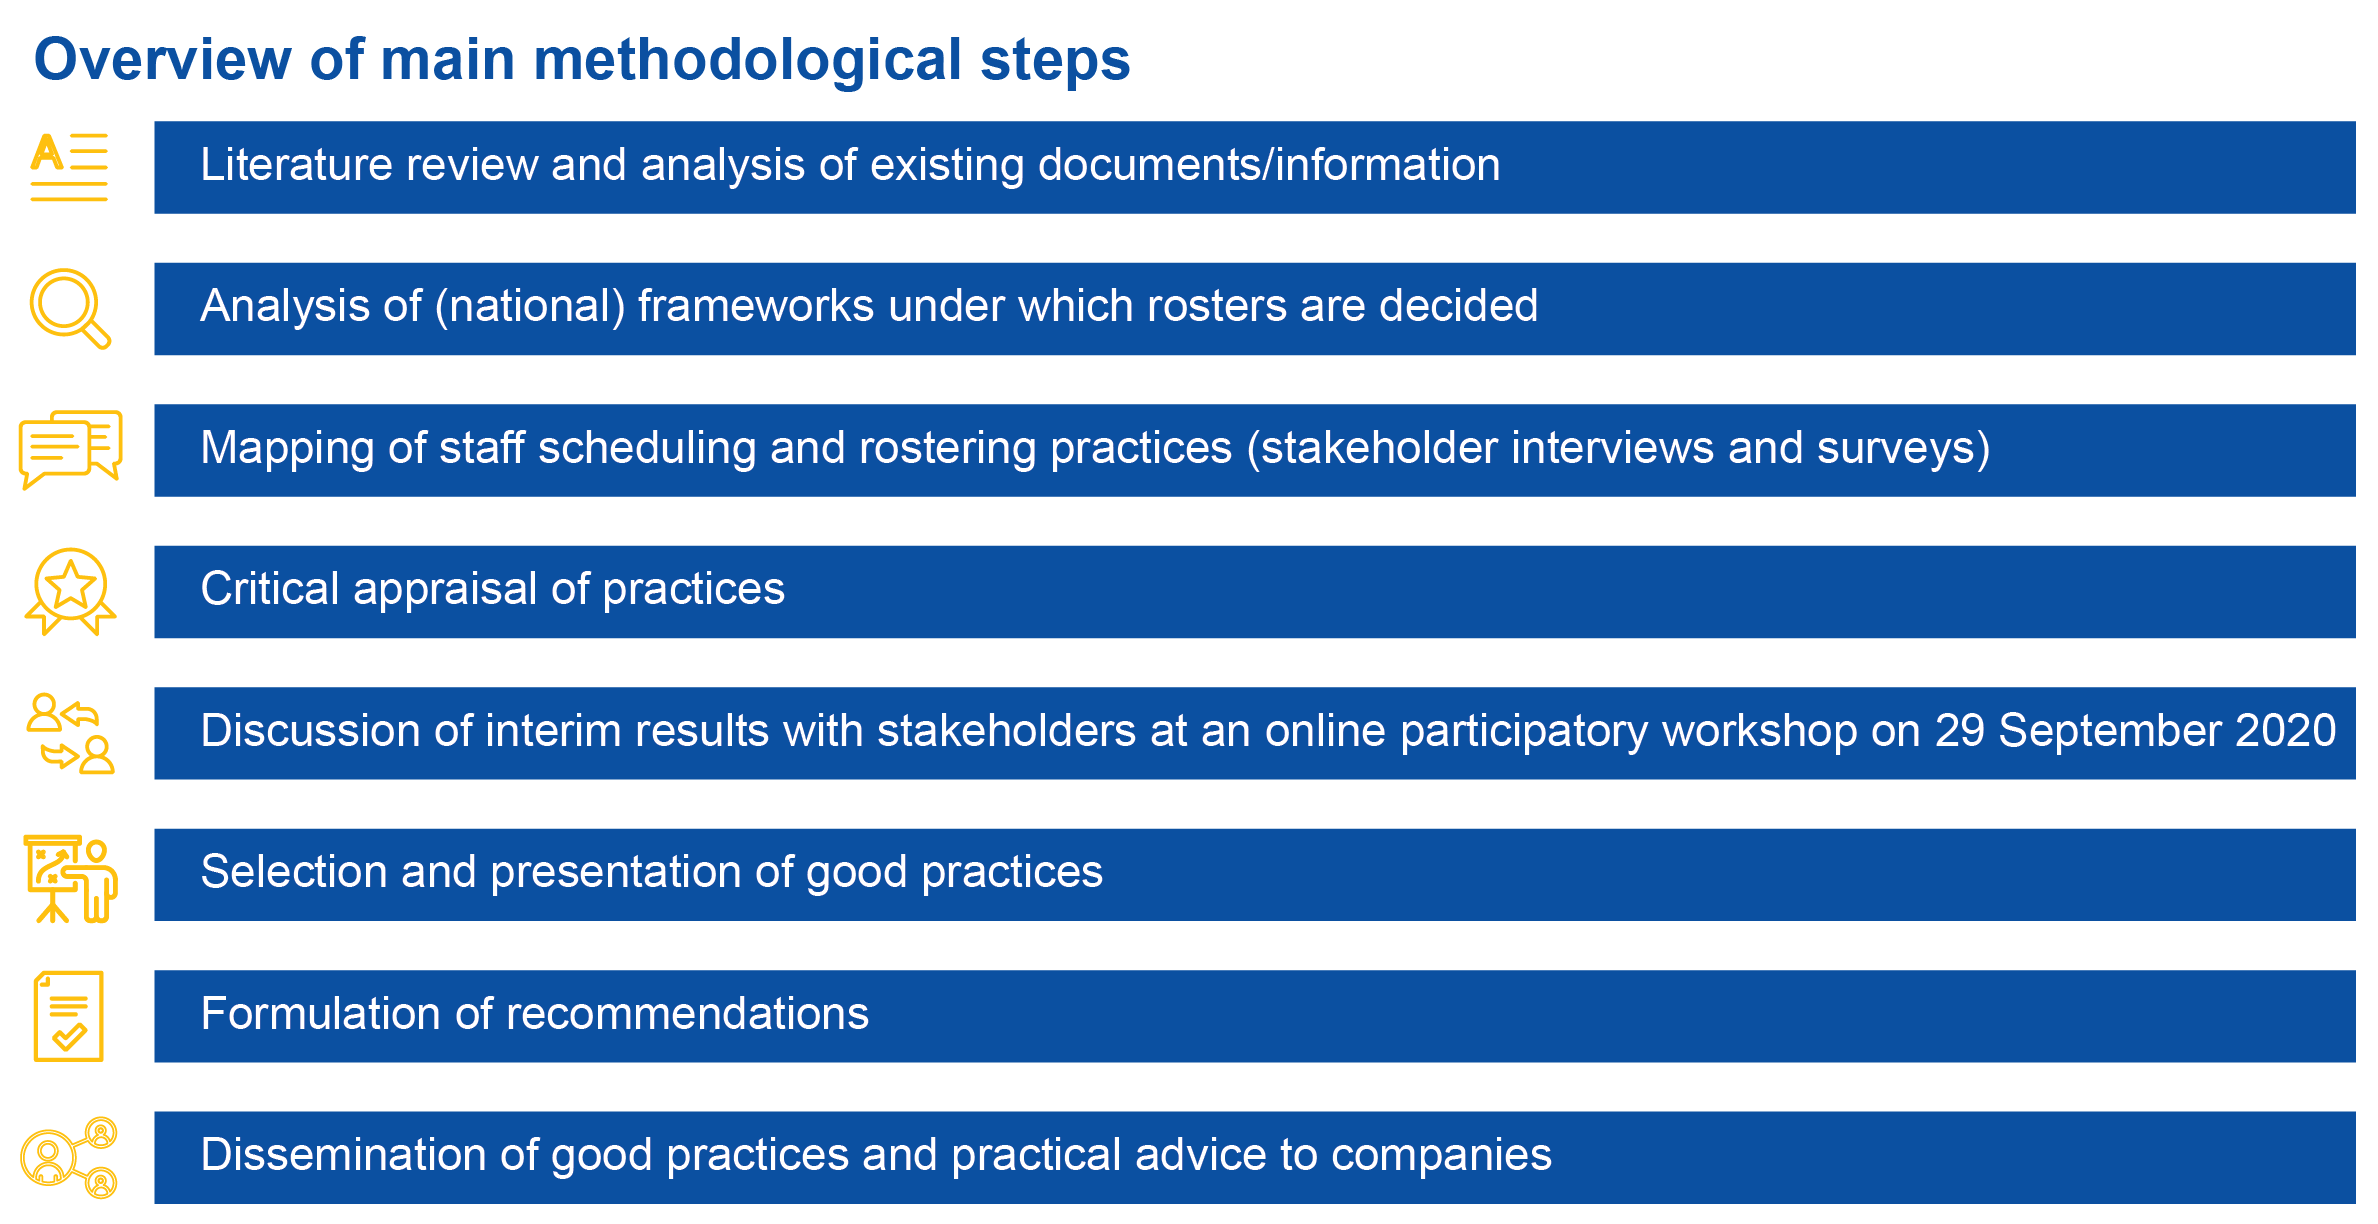 Overview of main methodological steps
Literature review and analysis of existing documents/information
Analysis of (national) frameworks under which rosters are decided
Mapping of staff scheduling and rostering practices (stakeholder interviews and surveys)
Critical appraisal of practices
Discussion of interim results with stakeholders at an online participatory workshop on 29 September 2020
Selection and presentation of good practices
Formulation of recommendations
Dissemination of good practices and practical advice to companies